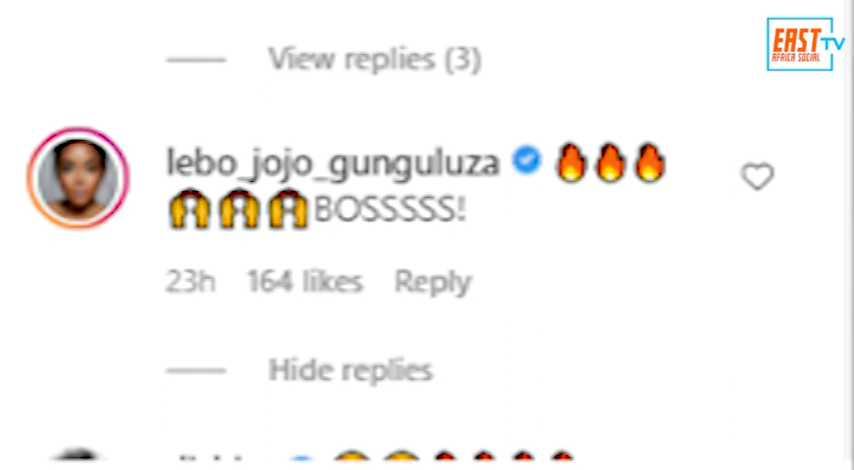 EAST TV
AFRICA SOCIAL
View replies (3)
lebo_jojo_gunguluza
BOSSSSS!
23h 164 likes Reply
Hide replies